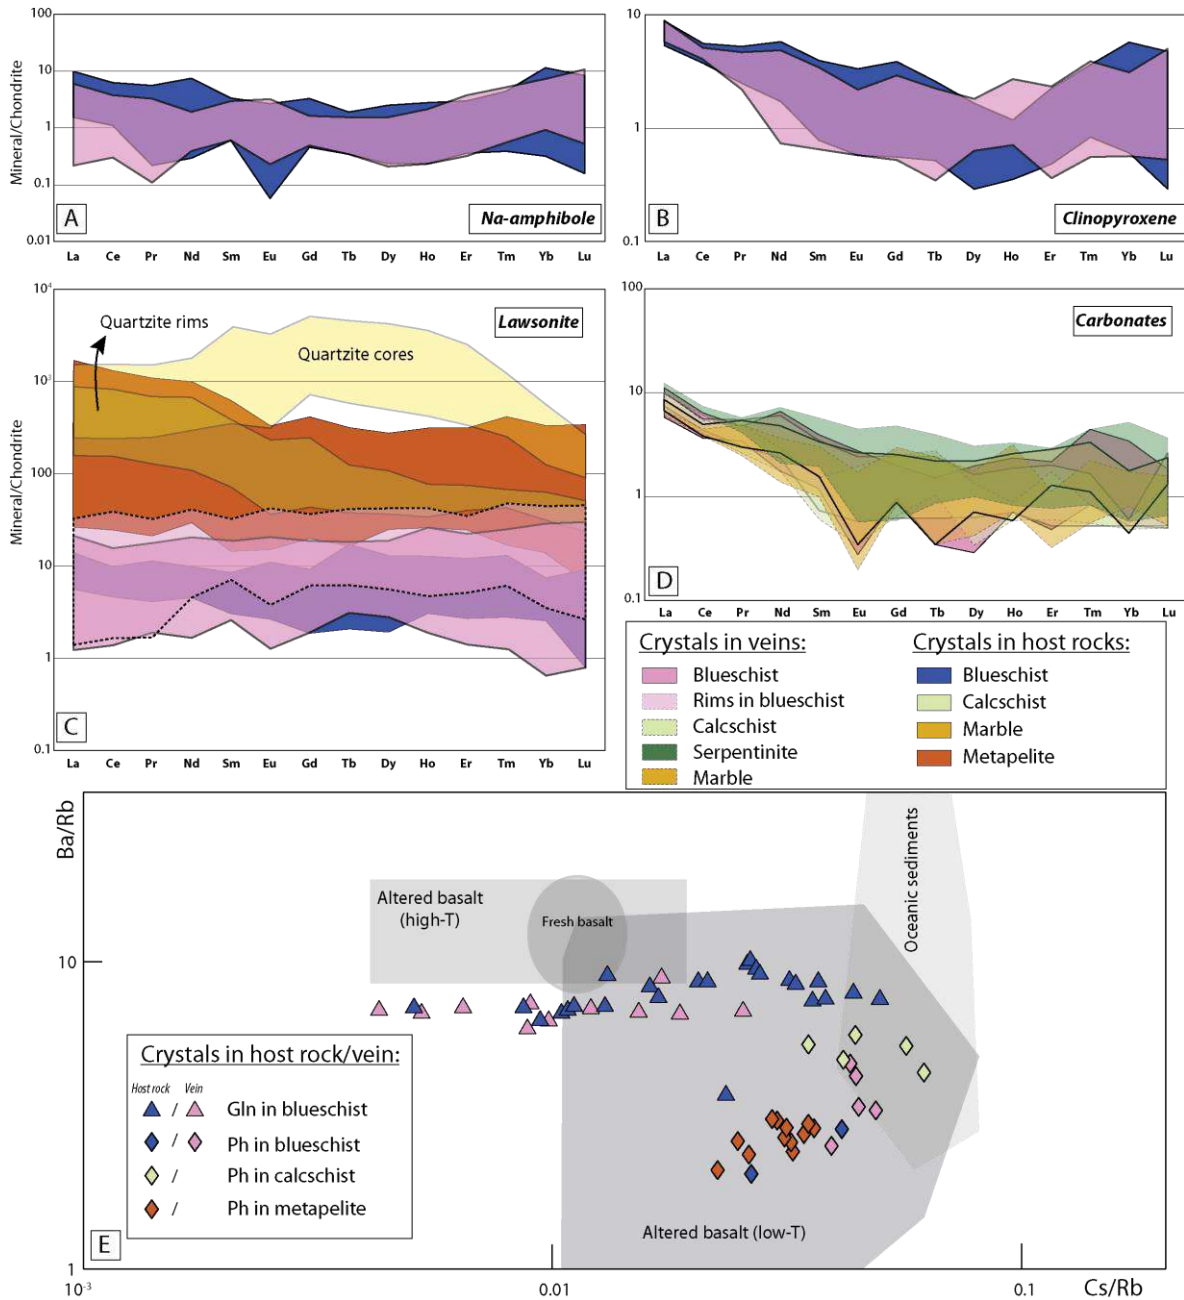 100
10
1
0.1
0.01
Mineral/Chondrite
A
Na-amphibole
La Ce Pr Nd Sm Eu Gd Tb Dy Ho Er Tm Yb Lu
10
1
0.1
B
Clinopyroxene
La Ce Pr Nd Sm Eu Gd Tb Dy Ho Er Tm Yb Lu
10⁴
10³
100
10
1
0.1
Mineral/Chondrite
Quartzite rims
Lawsonite
Quartzite cores
C
La Ce Pr Nd Sm Eu Gd Tb Dy Ho Er Tm Yb Lu
100
10
1
0.1
Carbonates
D
La Ce Pr Nd Sm Eu Gd Tb Dy Ho Er Tm Yb Lu
Crystals in veins:
Blueschist
Rims in blueschist
Calcschist
Serpentinite
Marble
Crystals in host rocks:
Blueschist
Calcschist
Marble
Metapelite
Ba/Rb
10
1
Altered basalt
(high-T)
Fresh basalt
Oceanic sediments
Altered basalt (low-T)
Crystals in host rock/vein:
Host rock Vein
/ Gln in blueschist
/ Ph in blueschist
/ Ph in calcschist
/ Ph in metapelite
E
10⁻³
0.01
0.1
Cs/Rb